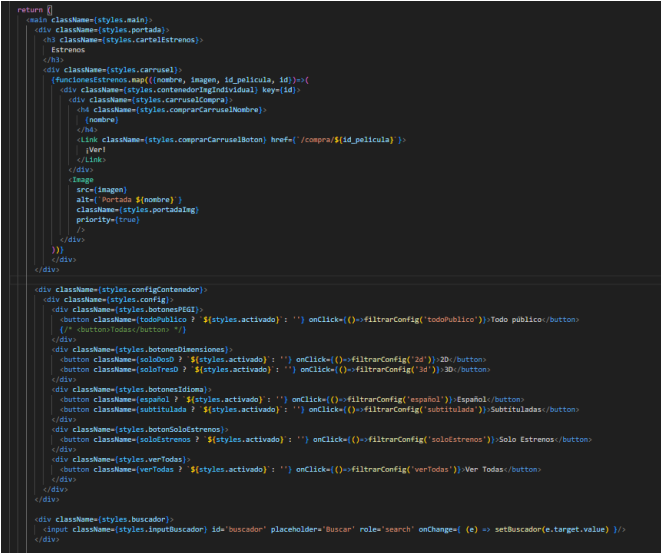 return (
<main className={styles.main}>
<div className={styles.portada}>
<h3 className={styles.cartelEstrenos}>
Estrenos
</h3>
<div className={styles.carrusel}>
{funcionesEstrenos.map(({nombre, imagen, id_pelicula, id})=>(
<div className={styles.contenedorImgIndividual} key={id}>
<div className={styles.carruselCompra}>
<h4 className={styles.comprarCarruselNombre}>
{nombre}
</h4>
<Link className={styles.comprarCarruselBoton} href={`/compra/${id_pelicula}`}>
¡Ver!
</Link>
</div>
<Image
src={imagen}
alt={`Portada ${nombre}`}
className={styles.portadaImg}
priority={true}
/>
</div>
))}
</div>
</div>
<div className={styles.configContenedor}>
<div className={styles.config}>
<div className={styles.botonesPEGI}>
<button className={todoPublico ? `${styles.activado}`: ''} onClick={()=>filtrarConfig('todoPublico')}>Todo público</button>
{/* <button>Todas</button> */}
</div>
<div className={styles.botonesDimensiones}>
<button className={soloDosD ? `${styles.activado}`: ''} onClick={()=>filtrarConfig('2d')}>2D</button>
<button className={soloTresD ? `${styles.activado}`: ''} onClick={()=>filtrarConfig('3d')}>3D</button>
</div>
<div className={styles.botonesIdioma}>
<button className={español ? `${styles.activado}`: ''} onClick={()=>filtrarConfig('español')}>Español</button>
<button className={subtitulada ? `${styles.activado}`: ''} onClick={()=>filtrarConfig('subtitulada')}>Subtituladas</button>
</div>
<div className={styles.botonSoloEstrenos}>
<button className={soloEstrenos ? `${styles.activado}`: ''} onClick={()=>filtrarConfig('soloEstrenos')}>Solo Estrenos</button>
</div>
<div className={styles.verTodas}>
<button className={verTodas ? `${styles.activado}`: ''} onClick={()=>filtrarConfig('verTodas')}>Ver Todas</button>
</div>
</div>
</div>
<div className={styles.buscador}>
<input className={styles.inputBuscador} id='buscador' placeholder='Buscar' role='search' onChange={ (e) => setBuscador(e.target.value) }/>
</div>